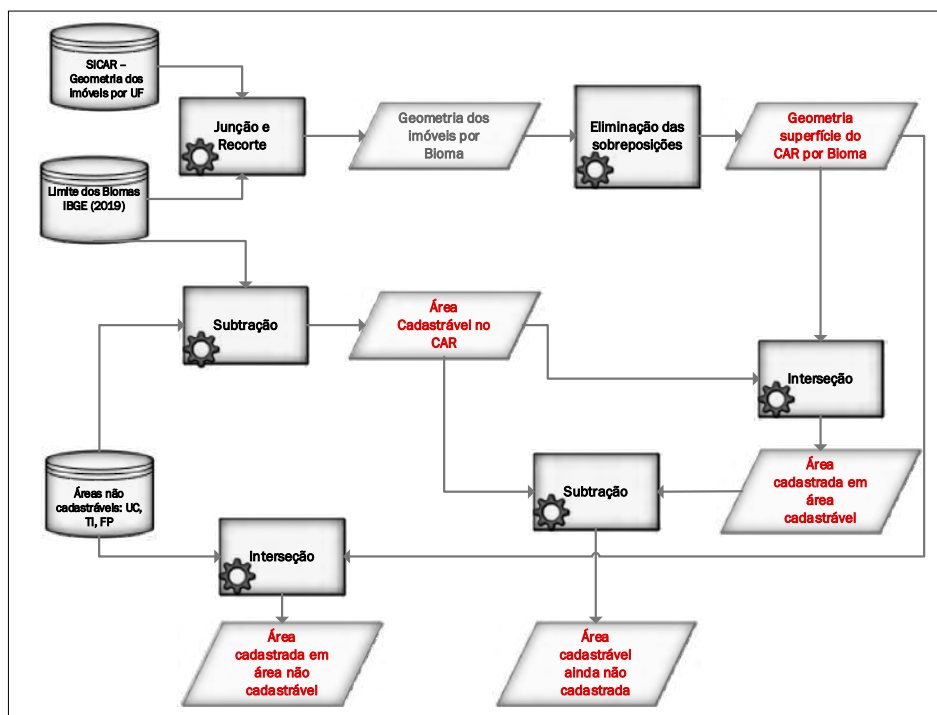 SICAR –
Geometria dos
Imóveis por UF
Junção e
Recorte
Geometria dos
Imóveis por
Bioma
Eliminação das
sobreposições
Geometria
superfície do
CAR por Bioma
Limite dos Biomas
IBGE (2019)
Subtração
Área
Cadastrável no
CAR
Interseção
Áreas não
cadastráveis: UC,
TI, FP
Subtração
Área
cadastrada em
área
cadastrável
Interseção
Área
cadastrada em
área não
cadastrável
Área
cadastrável
ainda não
cadastrada